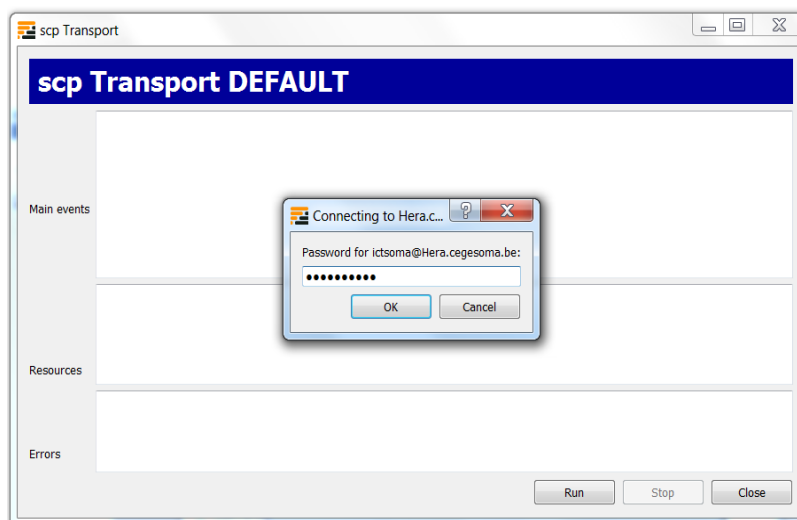 scp Transport
scp Transport DEFAULT
Main events
Connecting to Hera.c...
Password for ictsoma@Hera.cegesoma.be:
••••••••••
OK Cancel
Resources
Errors
Run Stop Close